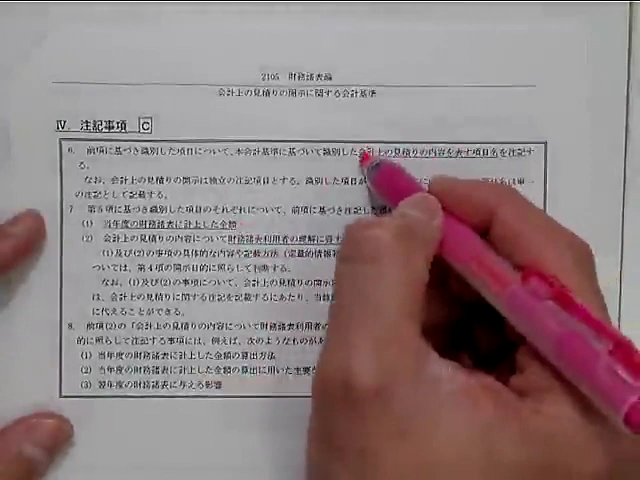 2105 財務諸表論
会計上の見積りの開示に関する会計基準
Ⅳ．注記事項 C
6．前項に基づき識別した項目について、本会計基準に基づいて識別した会計上の見積りの内容を表す項目名を注記す
る。
なお、会計上の見積りの開示は独立の注記項目とする。識別した項目が
の注記として記載する。
7 第5項に基づき識別した項目のそれぞれについて、前項に基づき注記した
(1) 当年度の財務諸表に計上した金額
(2) 会計上の見積りの内容について財務諸表利用者の理解に資す
(1)及び(2)の事項の具体的な内容や記載方法（定量的情報
ついては、第4項の開示目的に照らして判断する。
なお、(1)及び(2)の事項について、会計上の見積りの開示
は、会計上の見積りに関する注記を記載するにあたり、当該
に代えることができる。
8．前項(2)の「会計上の見積りの内容について財務諸表利用者の
的に照らして注記する事項には、例えば、次のようなものがあ
(1) 当年度の財務諸表に計上した金額の算出方法
(2) 当年度の財務諸表に計上した金額の算出に用いた主要
(3) 翌年度の財務諸表に与える影響